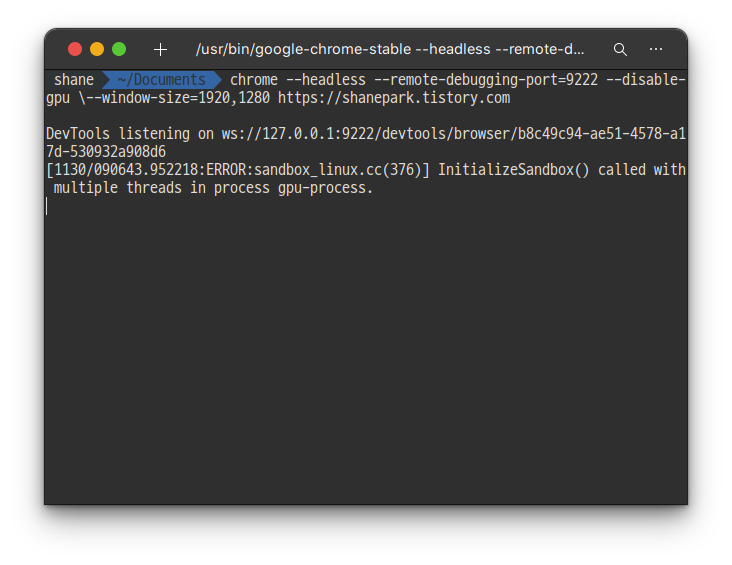 /usr/bin/google-chrome-stable --headless --remote-d...
shane ~/Documents chrome --headless --remote-debugging-port=9222 --disable-
gpu \--window-size=1920,1280 https://shanepark.tistory.com
DevTools listening on ws://127.0.0.1:9222/devtools/browser/b8c49c94-ae51-4578-a1
7d-530932a908d6
[1130/090643.952218:ERROR:sandbox_linux.cc(376)] InitializeSandbox() called with
multiple threads in process gpu-process.